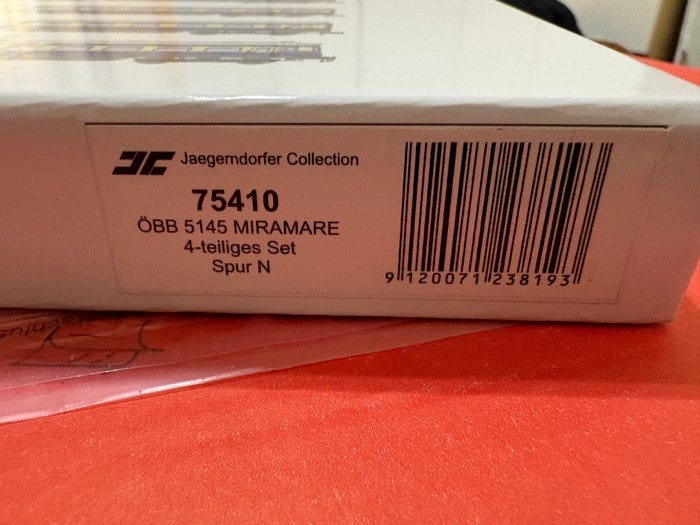 JC Jaegerndorfer Collection
75410
ÖBB 5145 MIRAMARE
4-teiliges Set
Spur N
9 120071 238193